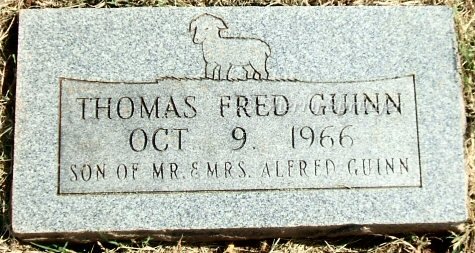 THOMAS FRED GUINN
OCT 9. 1966
SON OF MR. & MRS. ALFRED GUINN